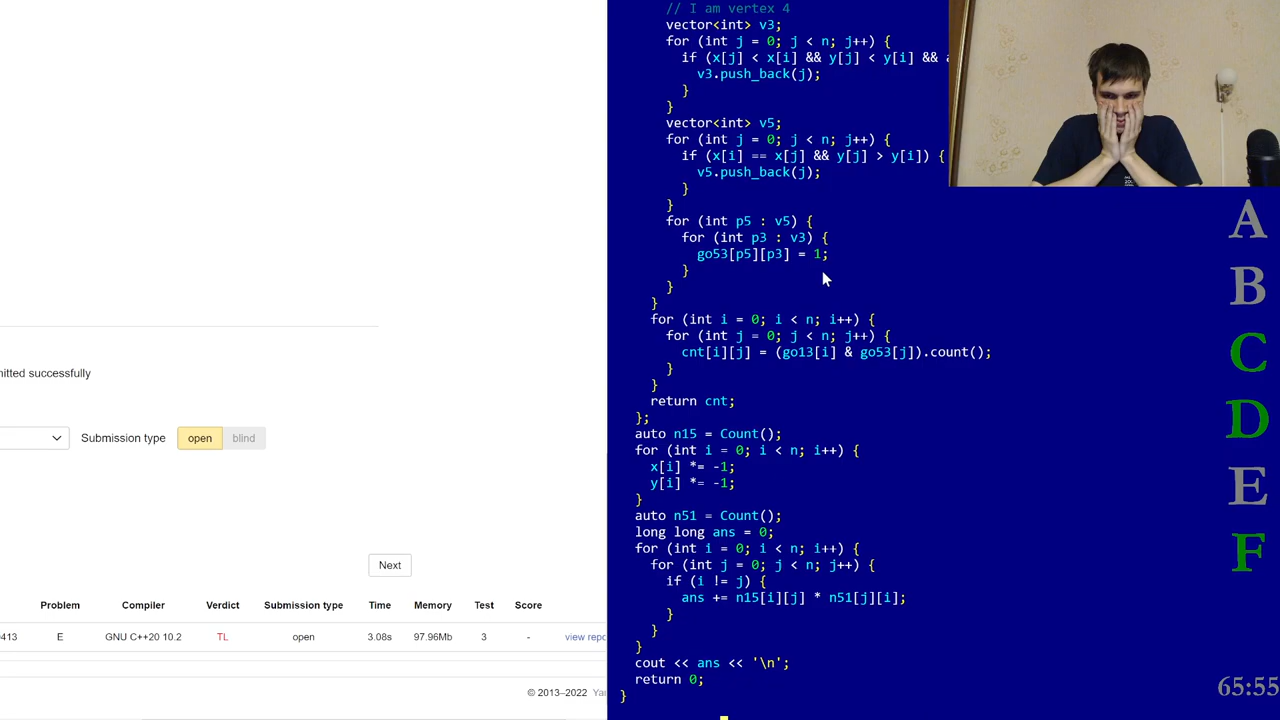 // I am vertex 4
vector<int> v3;
for (int j = 0; j < n; j++) {
if (x[j] < x[i] && y[j] < y[i] &&
v3.push_back(j);
}
}
vector<int> v5;
for (int j = 0; j < n; j++) {
if (x[i] == x[j] && y[j] > y[i]) {
v5.push_back(j);
}
}
for (int p5 : v5) {
for (int p3 : v3) {
go53[p5][p3] = 1;
}
}
}
for (int i = 0; i < n; i++) {
for (int j = 0; j < n; j++) {
cnt[i][j] = (go13[i] & go53[j]).count();
}
}
return cnt;
};
auto n15 = Count();
for (int i = 0; i < n; i++) {
x[i] *= -1;
y[i] *= -1;
}
auto n51 = Count();
long long ans = 0;
for (int i = 0; i < n; i++) {
for (int j = 0; j < n; j++) {
if (i != j) {
ans += n15[i][j] * n51[j][i];
}
}
}
cout << ans << '\n';
return 0;
}
mitted successfully
Submission type open blind
Next
Problem Compiler Verdict Submission type Time Memory Test Score
9413 E GNU C++20 10.2 TL open 3.08s 97.96Mb 3 - view repo
© 2013–2022 Yan
A
B
C
D
E
F
65:55